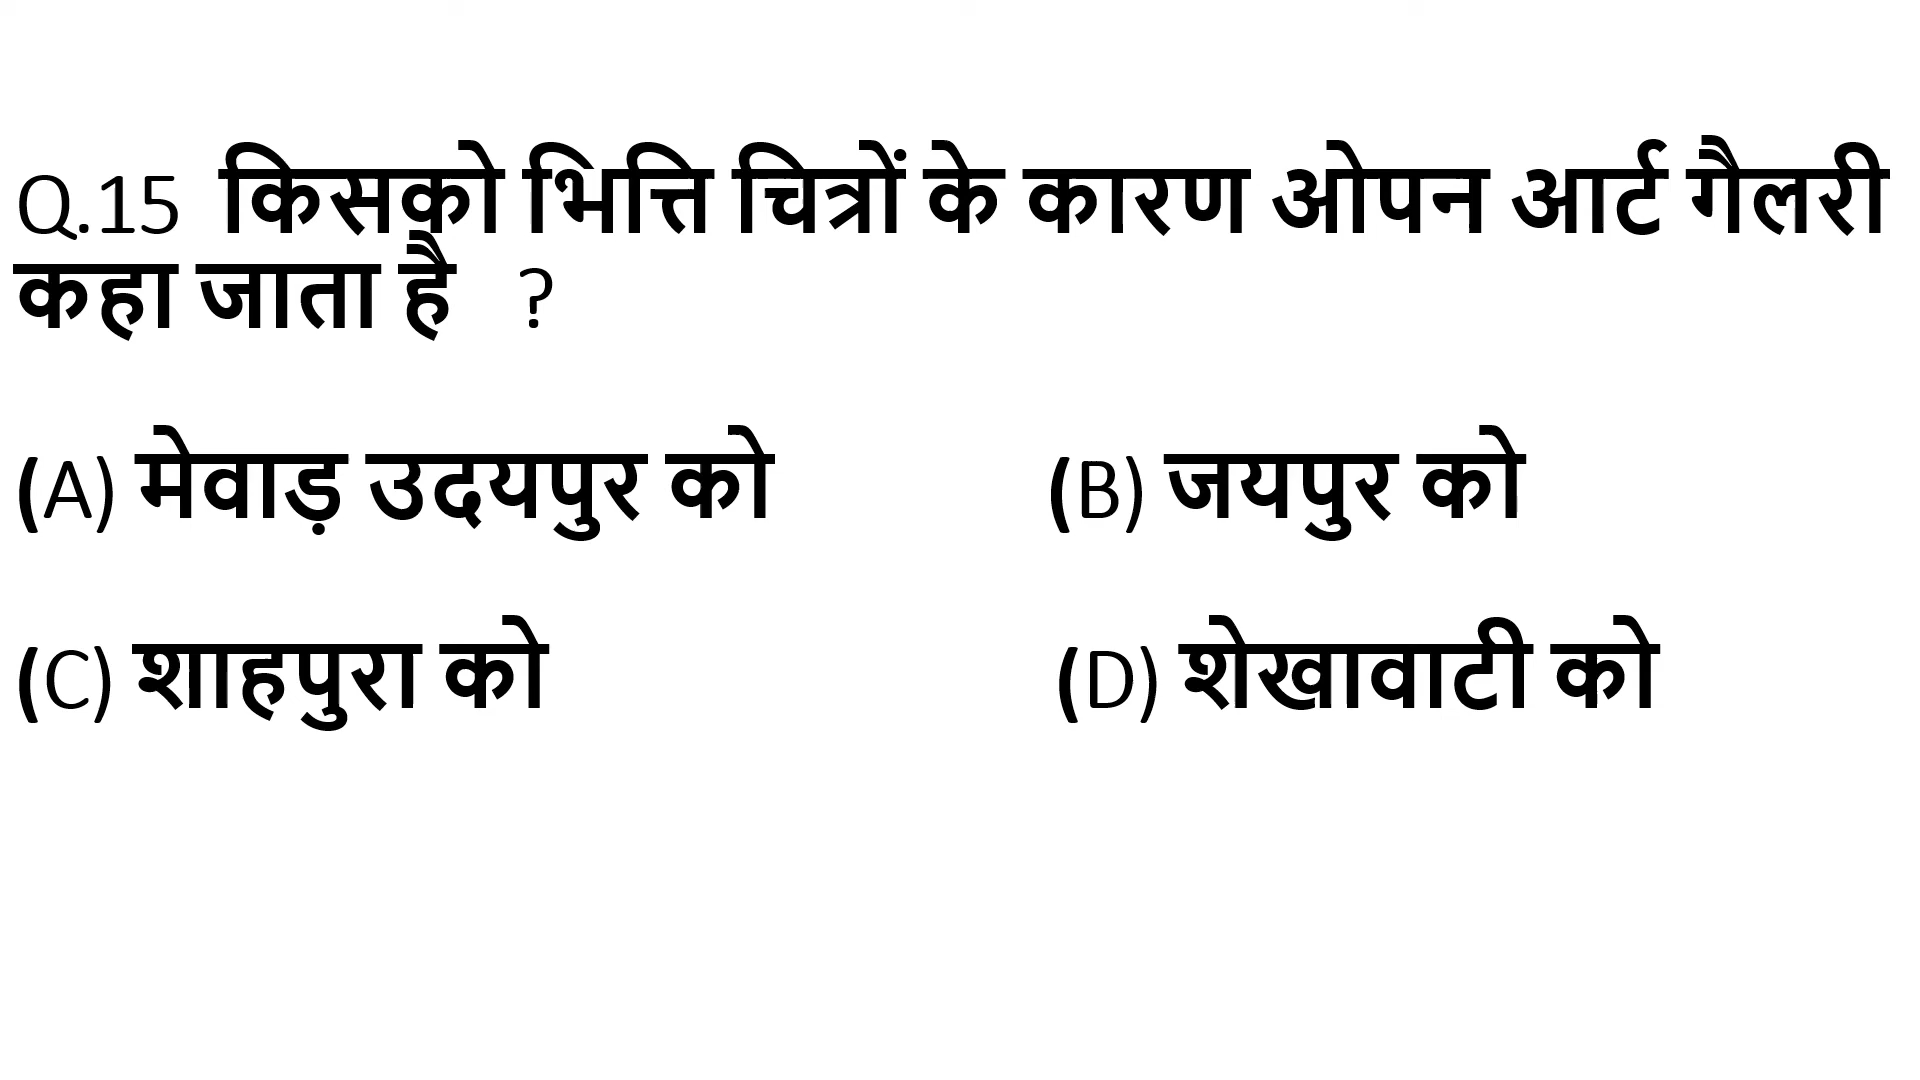 Q.15 किसको भित्ति चित्रों के कारण ओपन आर्ट गैलरी
कहा जाता है ?
(A) मेवाड़ उदयपुर को (B) जयपुर को
(C) शाहपुरा को (D) शेखावाटी को